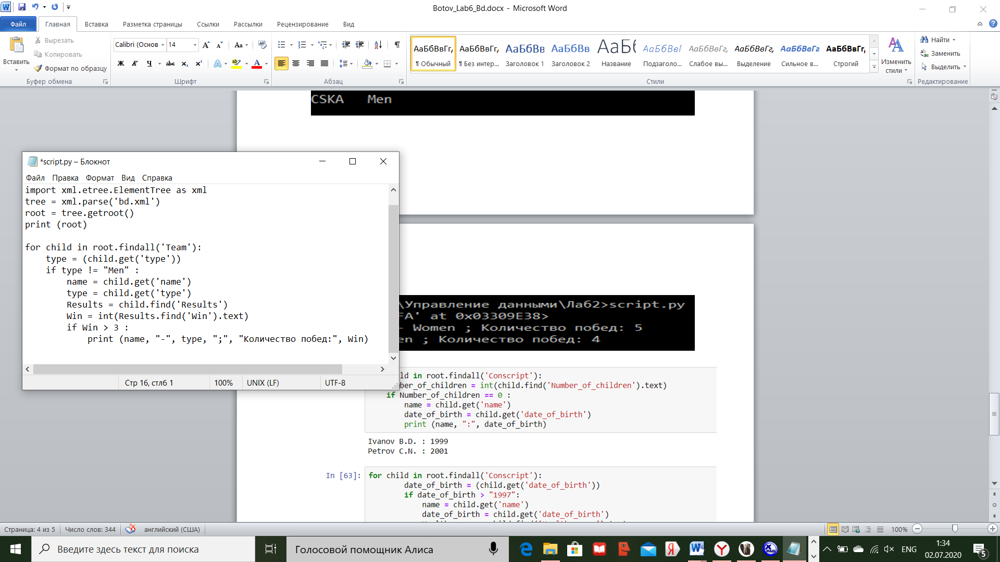 Botov_Lab6_Bd.docx - Microsoft Word
Файл Главная Вставка Разметка страницы Ссылки Рассылки Рецензирование Вид
Вставить
Вырезать
Копировать
Формат по образцу
Буфер обмена
Calibri (Основ 14
Ж К Ч abc x₂ x²
Шрифт
Абзац
АаБбВвГг, АаБбВвГг, АаБбВв АаБбВв АаБб АаБбВвГ АаБбВвГг, АаБбВвГг, АаБбВвГг АаБбВвГг,
¶ Обычный ¶ Без интер... Заголовок 1 Заголовок 2 Название Подзаголо... Слабое вы... Выделение Сильное в... Строгий
Стили
Изменить стили
Найти
Заменить
Выделить
Редактирование
CSKA Men
*script.py – Блокнот
Файл Правка Формат Вид Справка
import xml.etree.ElementTree as xml
tree = xml.parse('bd.xml')
root = tree.getroot()
print (root)
for child in root.findall('Team'):
    type = (child.get('type'))
    if type != "Men" :
        name = child.get('name')
        type = child.get('type')
        Results = child.find('Results')
        Win = int(Results.find('Win').text)
        if Win > 3 :
            print (name, "-", type, ";", "Количество побед:", Win)
Стр 16, стлб 1 100% UNIX (LF) UTF-8
\Управление данными\Лаб2>script.py
FA' at 0x03309E38>
- Women ; Количество побед: 5
en ; Количество побед: 4
ld in root.findall('Conscript'):
ber_of_children = int(child.find('Number_of_children').text)
if Number_of_children == 0 :
    name = child.get('name')
    date_of_birth = child.get('date_of_birth')
    print (name, ":", date_of_birth)
Ivanov B.D. : 1999
Petrov C.N. : 2001
In [63]: for child in root.findall('Conscript'):
        date_of_birth = (child.get('date_of_birth'))
        if date_of_birth > "1997":
            name = child.get('name')
            date_of_birth = child.get('date_of_birth')
Страница: 4 из 5 Число слов: 344 английский (США) 100%
Введите здесь текст для поиска
Голосовой помощник Алиса
ENG
1:34
02.07.2020
5